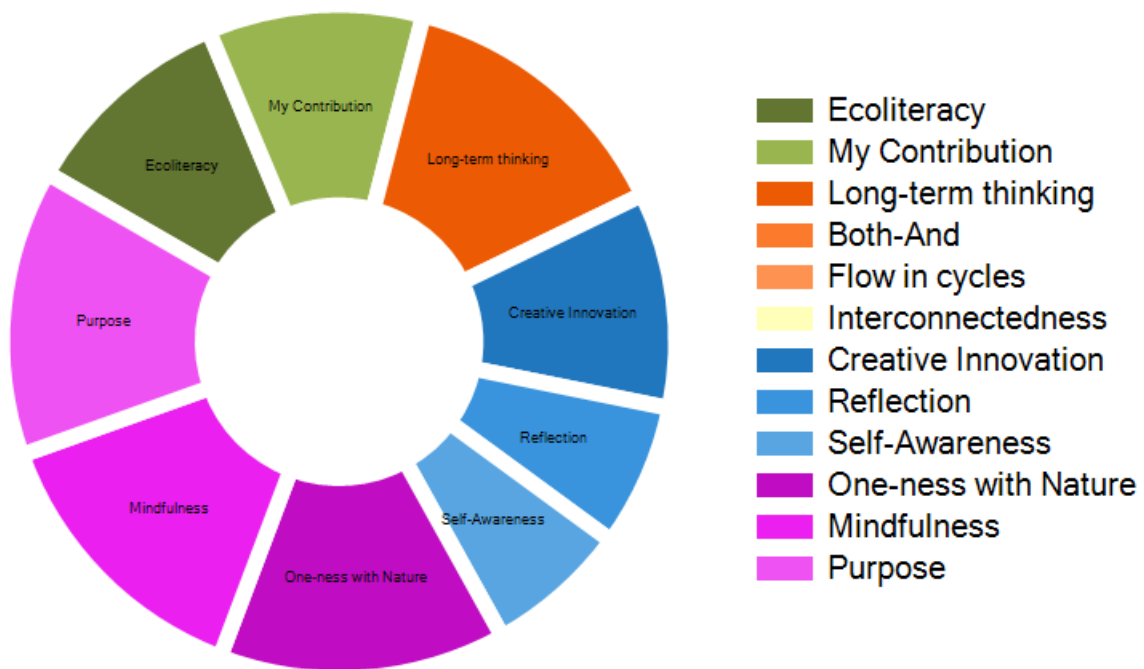 My Contribution
Long-term thinking
Ecoliteracy
Creative Innovation
Purpose
Reflection
Mindfulness
Self-Awareness
One-ness with Nature
Ecoliteracy
My Contribution
Long-term thinking
Both-And
Flow in cycles
Interconnectedness
Creative Innovation
Reflection
Self-Awareness
One-ness with Nature
Mindfulness
Purpose